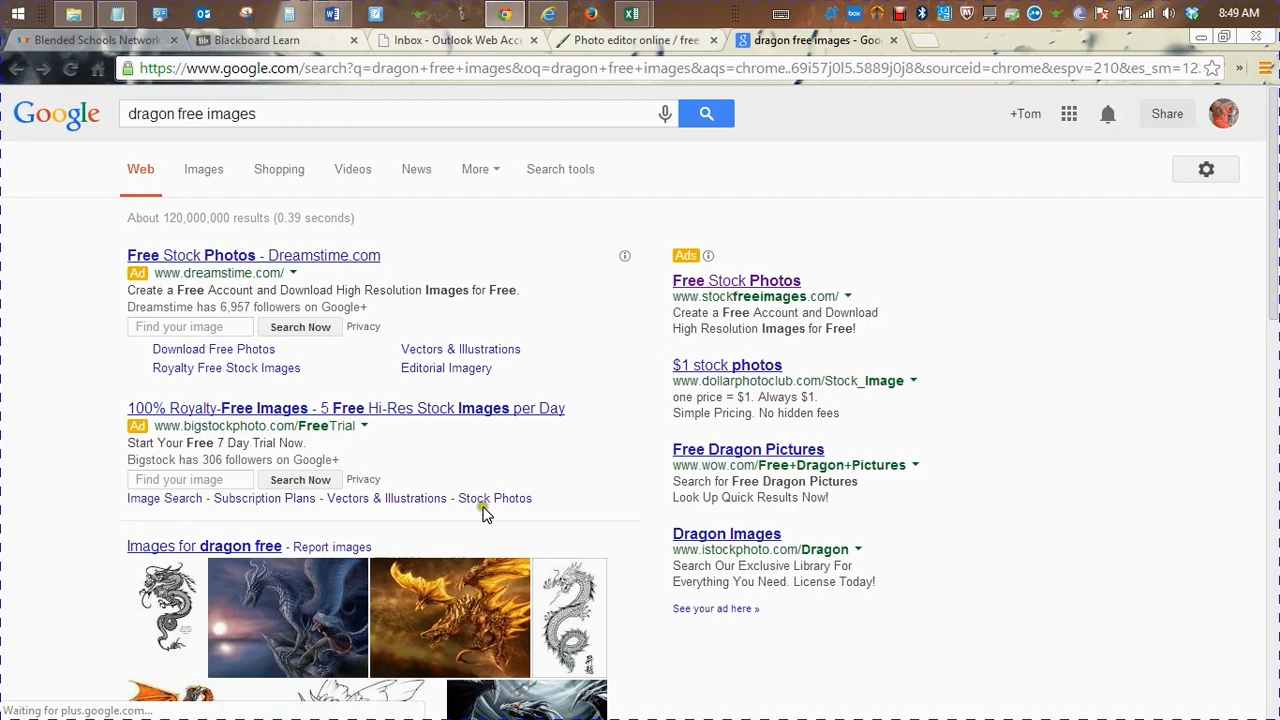 8:49 AM
Blended Schools Network
Blackboard Learn
Inbox - Outlook Web Acc
Photo editor online / free
dragon free images - Goo
https://www.google.com/search?q=dragon+free+images&oq=dragon+free+images&aqs=chrome..69i57j0l5.5889j0j8&sourceid=chrome&espv=210&es_sm=12
Google
dragon free images
+Tom
Share
Web Images Shopping Videos News More Search tools
About 120,000,000 results (0.39 seconds)
Free Stock Photos - Dreamstime.com
Ad www.dreamstime.com/
Create a Free Account and Download High Resolution Images for Free.
Dreamstime has 6,957 followers on Google+
Find your image Search Now Privacy
Download Free Photos Vectors & Illustrations
Royalty Free Stock Images Editorial Imagery
100% Royalty-Free Images - 5 Free Hi-Res Stock Images per Day
Ad www.bigstockphoto.com/FreeTrial
Start Your Free 7 Day Trial Now.
Bigstock has 306 followers on Google+
Find your image Search Now Privacy
Image Search - Subscription Plans - Vectors & Illustrations - Stock Photos
Images for dragon free - Report images
Ads
Free Stock Photos
www.stockfreeimages.com/
Create a Free Account and Download
High Resolution Images for Free!
$1 stock photos
www.dollarphotoclub.com/Stock_Image
one price = $1. Always $1.
Simple Pricing. No hidden fees
Free Dragon Pictures
www.wow.com/Free+Dragon+Pictures
Search for Free Dragon Pictures
Look Up Quick Results Now!
Dragon Images
www.istockphoto.com/Dragon
Search Our Exclusive Library For
Everything You Need. License Today!
See your ad here »
Waiting for plus.google.com...